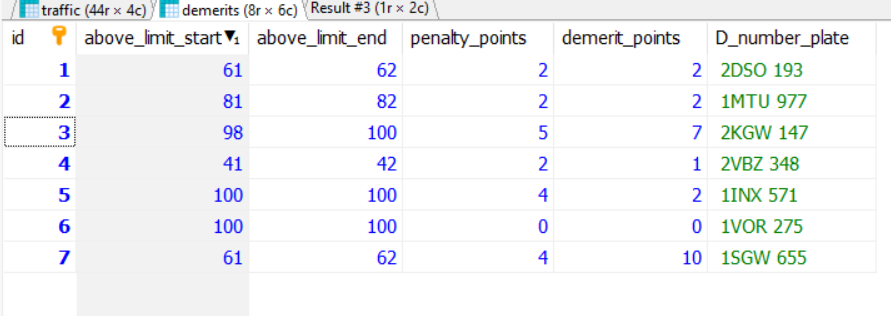 traffic (44r × 4c) demerits (8r × 6c) Result #3 (1r × 2c)
id above_limit_start ▼1 above_limit_end penalty_points demerit_points D_number_plate
1 61 62 2 2 2DSO 193
2 81 82 2 2 1MTU 977
3 98 100 5 7 2KGW 147
4 41 42 2 1 2VBZ 348
5 100 100 4 2 1INX 571
6 100 100 0 0 1VOR 275
7 61 62 4 10 1SGW 655